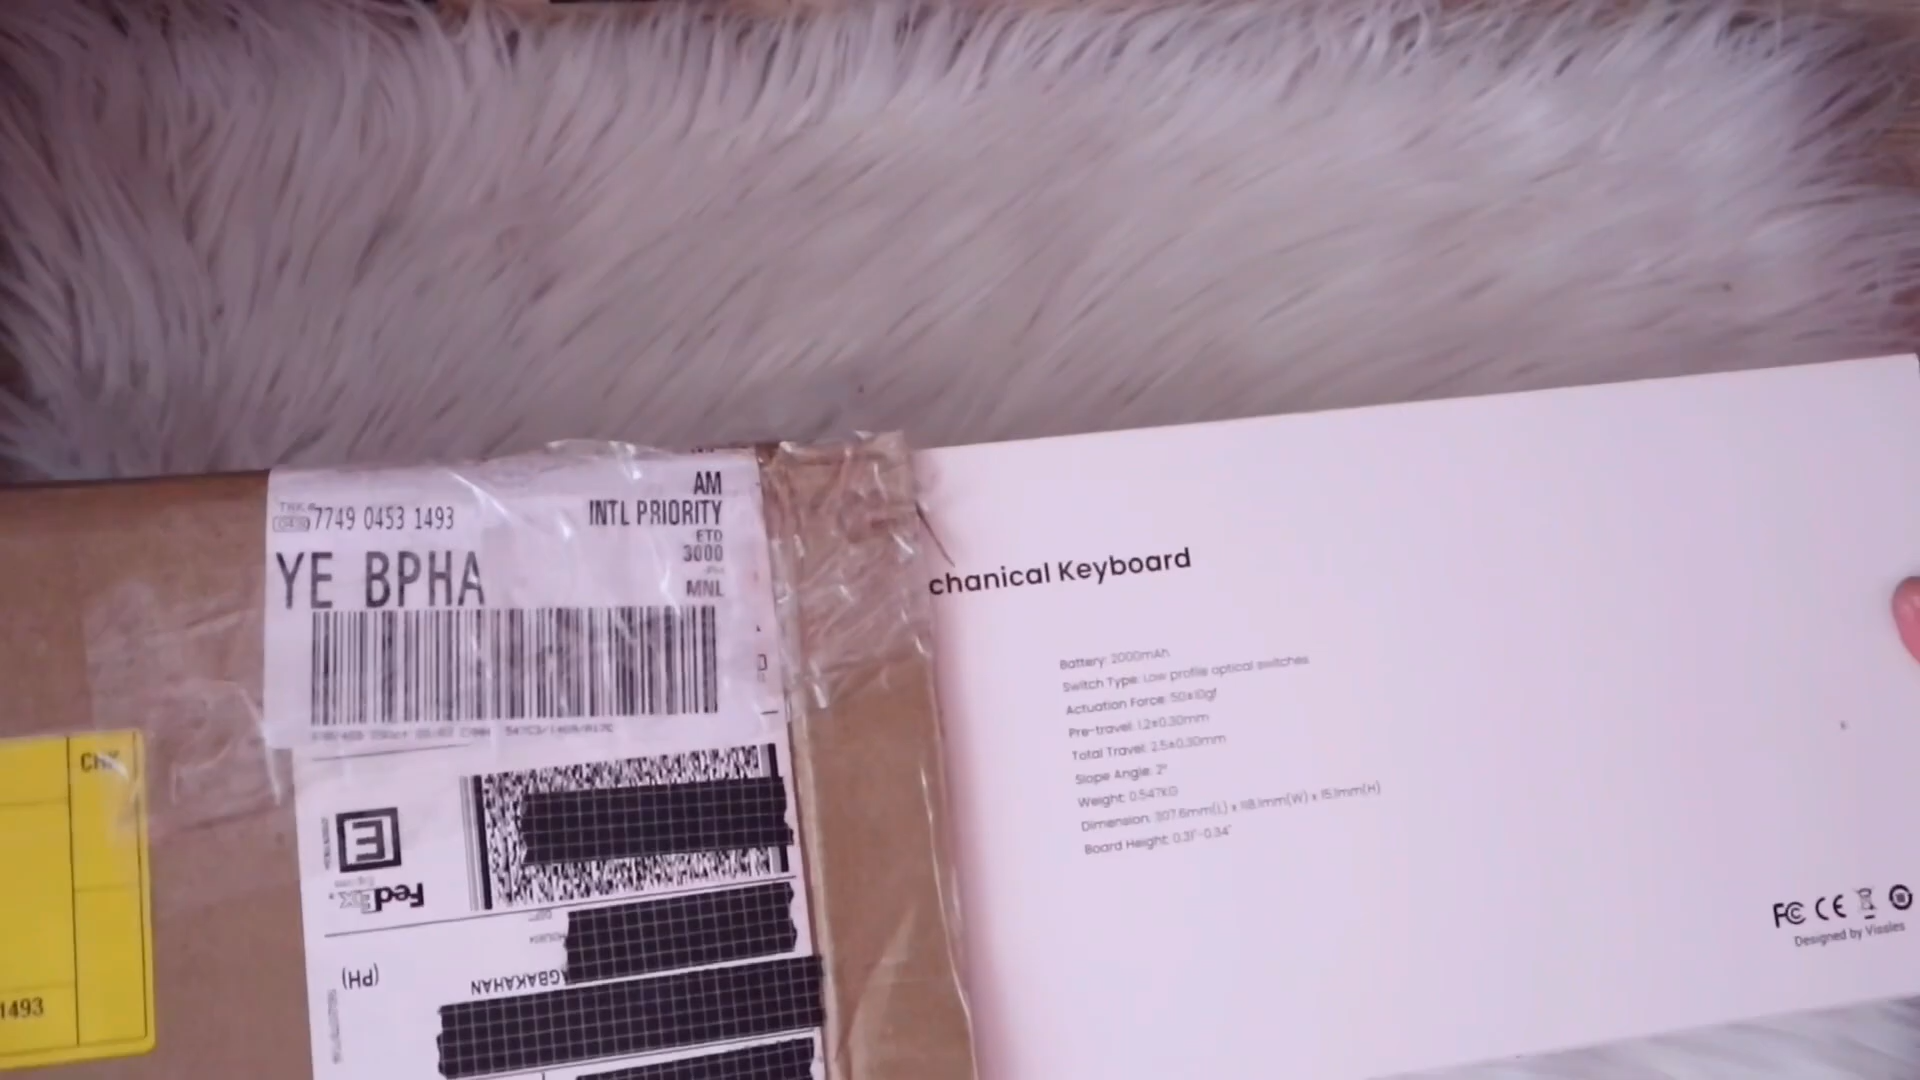 AM
7749 0453 1493
INTL PRIORITY
ETD
3000
YE BPHA
MNL
CHK
1493
E
FedEx
(PH)
AGBAKAHAN
chanical Keyboard
Battery: 2000mAh
Switch Type: Low profile optical switches
Actuation Force: 50±10gf
Pre-travel: 1.2±0.30mm
Total Travel: 2.5±0.30mm
Slope Angle: 2°
Weight: 0.547KG
Dimension: 307.6mm(L) x 118.1mm(W) x 15.1mm(H)
Board Height: 0.31"-0.34"
FC CE
Designed by Vissles